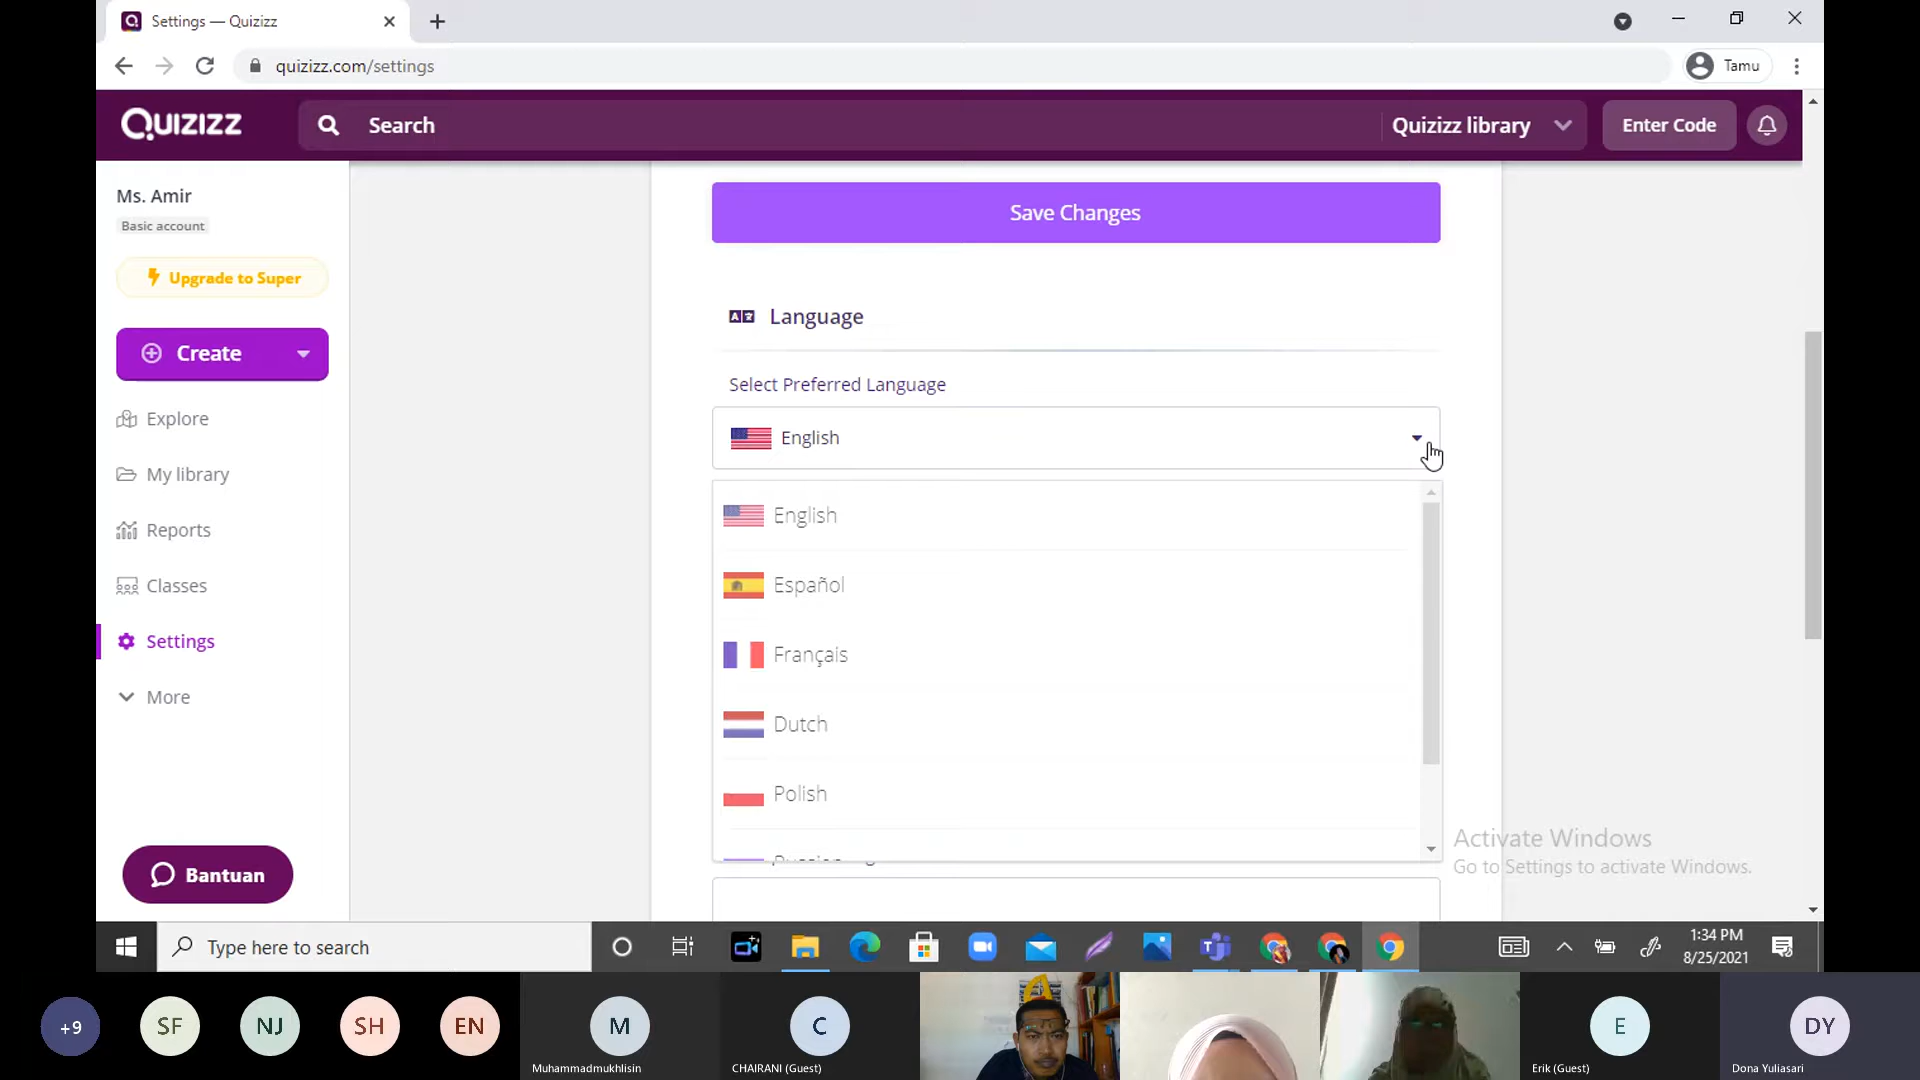 Settings — Quizizz
quizizz.com/settings
Tamu
QUIZIZZ
Search
Quizizz library
Enter Code
Ms. Amir
Basic account
Upgrade to Super
Create
Explore
My library
Reports
Classes
Settings
More
Bantuan
Save Changes
Language
Select Preferred Language
English
English
Español
Français
Dutch
Polish
Activate Windows
Go to Settings to activate Windows.
Type here to search
1:34 PM
8/25/2021
+9
SF
NJ
SH
EN
M
Muhammadmukhlisin
C
CHAIRANI (Guest)
E
Erik (Guest)
DY
Dona Yuliasari